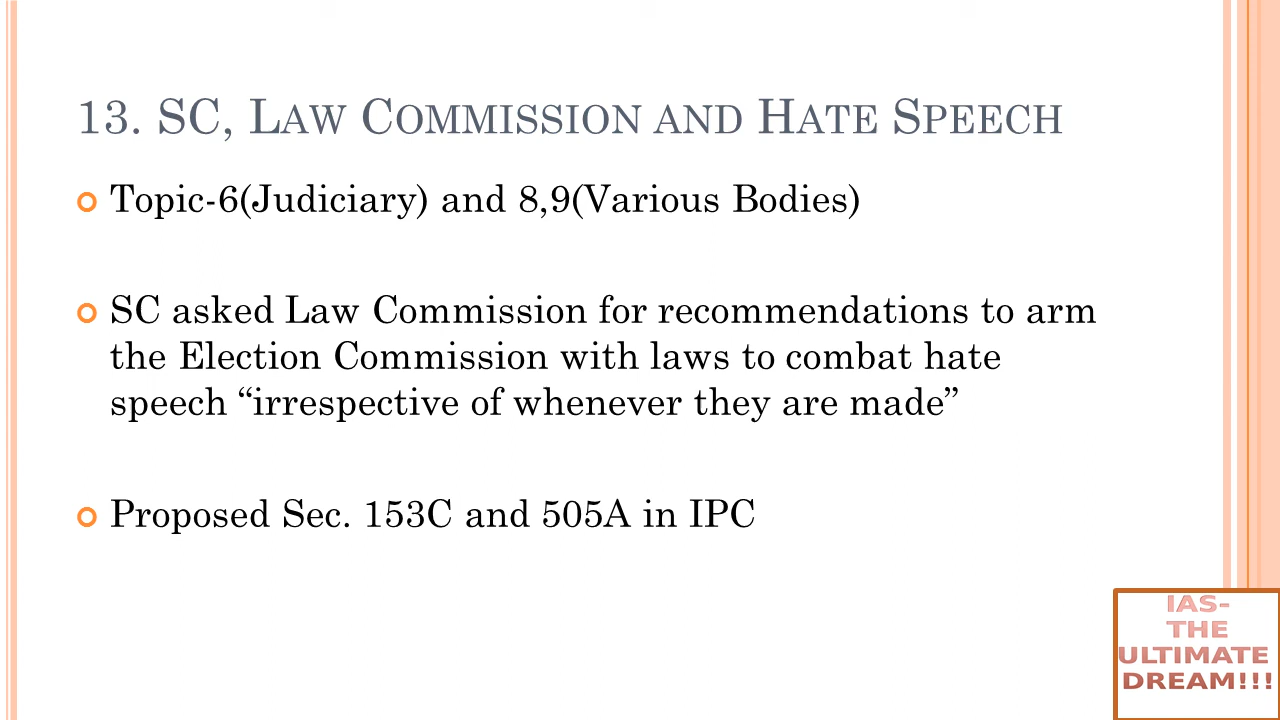 13. SC, LAW COMMISSION AND HATE SPEECH
Topic-6(Judiciary) and 8,9(Various Bodies)
SC asked Law Commission for recommendations to arm
the Election Commission with laws to combat hate
speech “irrespective of whenever they are made”
Proposed Sec. 153C and 505A in IPC
IAS-
THE
ULTIMATE
DREAM!!!